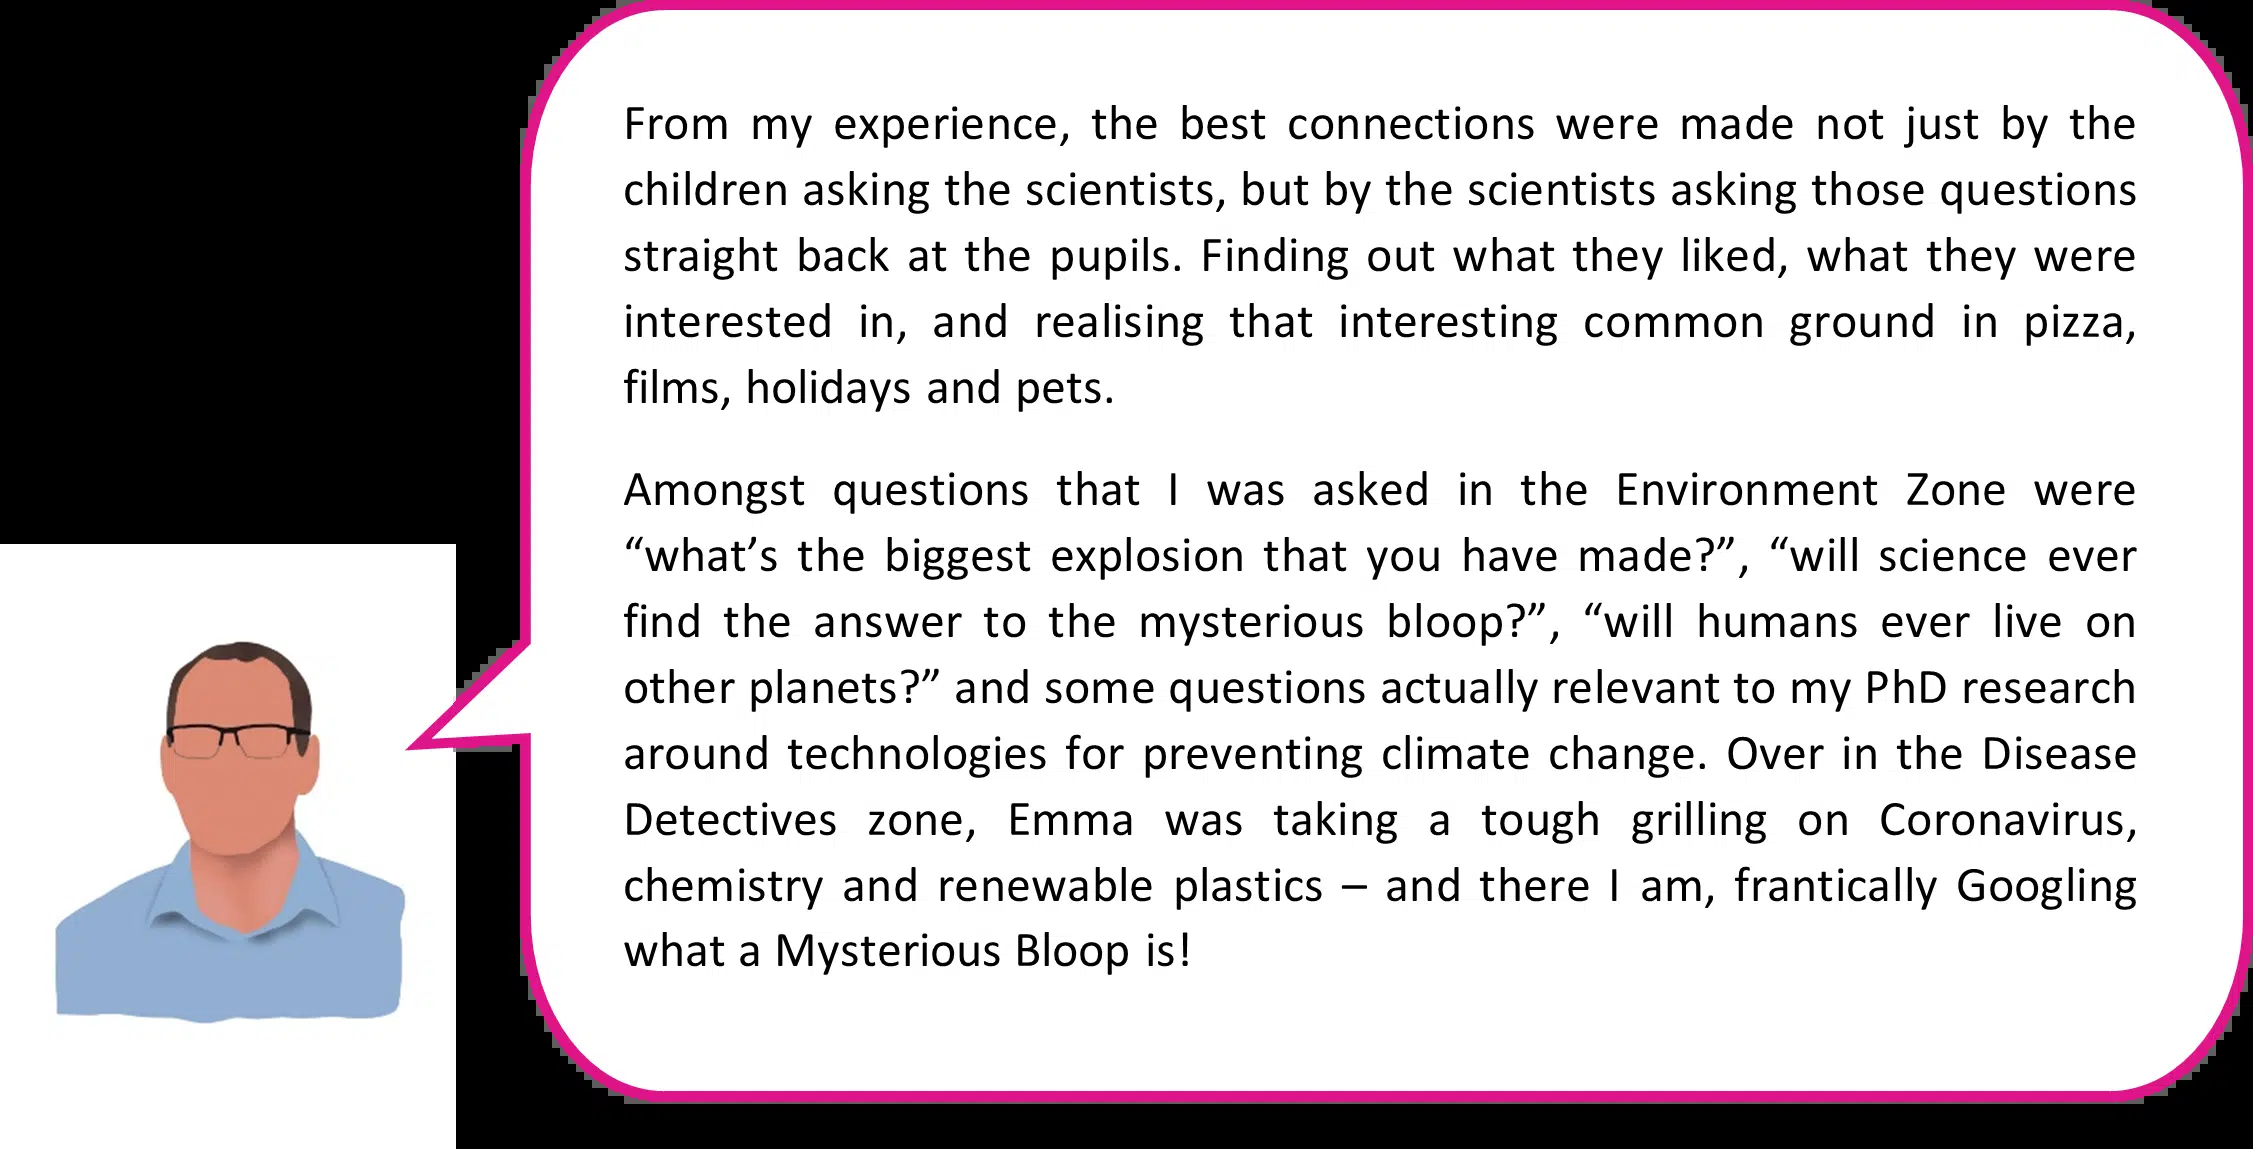 From my experience, the best connections were made not just by the
children asking the scientists, but by the scientists asking those questions
straight back at the pupils. Finding out what they liked, what they were
interested in, and realising that interesting common ground in pizza,
films, holidays and pets.
Amongst questions that I was asked in the Environment Zone were
“what’s the biggest explosion that you have made?”, “will science ever
find the answer to the mysterious bloop?”, “will humans ever live on
other planets?” and some questions actually relevant to my PhD research
around technologies for preventing climate change. Over in the Disease
Detectives zone, Emma was taking a tough grilling on Coronavirus,
chemistry and renewable plastics – and there I am, frantically Googling
what a Mysterious Bloop is!